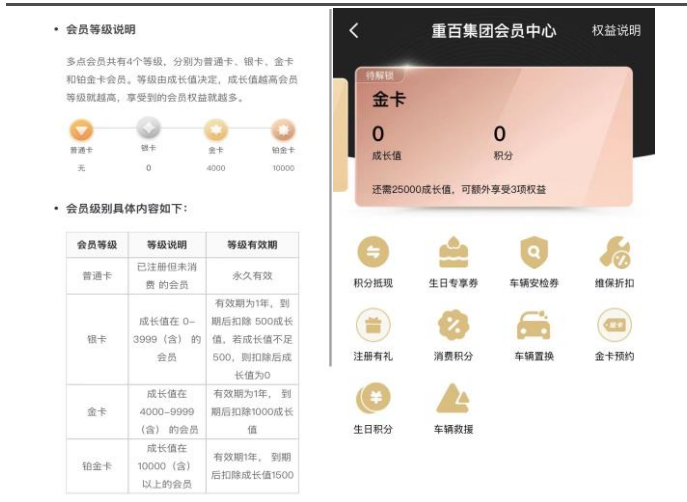 • 会员等级说明
多点会员共有4个等级，分别为普通卡、银卡、金卡
和铂金卡会员。等级由成长值决定，成长值越高会员
等级就越高，享受到的会员权益就越多。
普通卡 银卡 金卡 铂金卡
无 0 4000 10000
• 会员级别具体内容如下：
会员等级 等级说明 等级有效期
普通卡
已注册但未消
费 的会员
永久有效
银卡
成长值在 0–
3999（含） 的
会员
有效期为1年，到
期后扣除 500成长
值，若成长值不足
500，则扣除后成
长值为0
金卡
成长值在
4000–9999
（含） 的会员
有效期为1年， 到
期后扣除1000成长
值
铂金卡
成长值在
10000（含）
以上的会员
有效期1年， 到期
后扣除成长值1500
重百集团会员中心 权益说明
待解锁
金卡
0 0
成长值 积分
还需25000成长值，可额外享受3项权益
积分抵现 生日专享券 车辆安检券 维保折扣
注册有礼 消费积分 车辆置换 金卡预约
生日积分 车辆救援